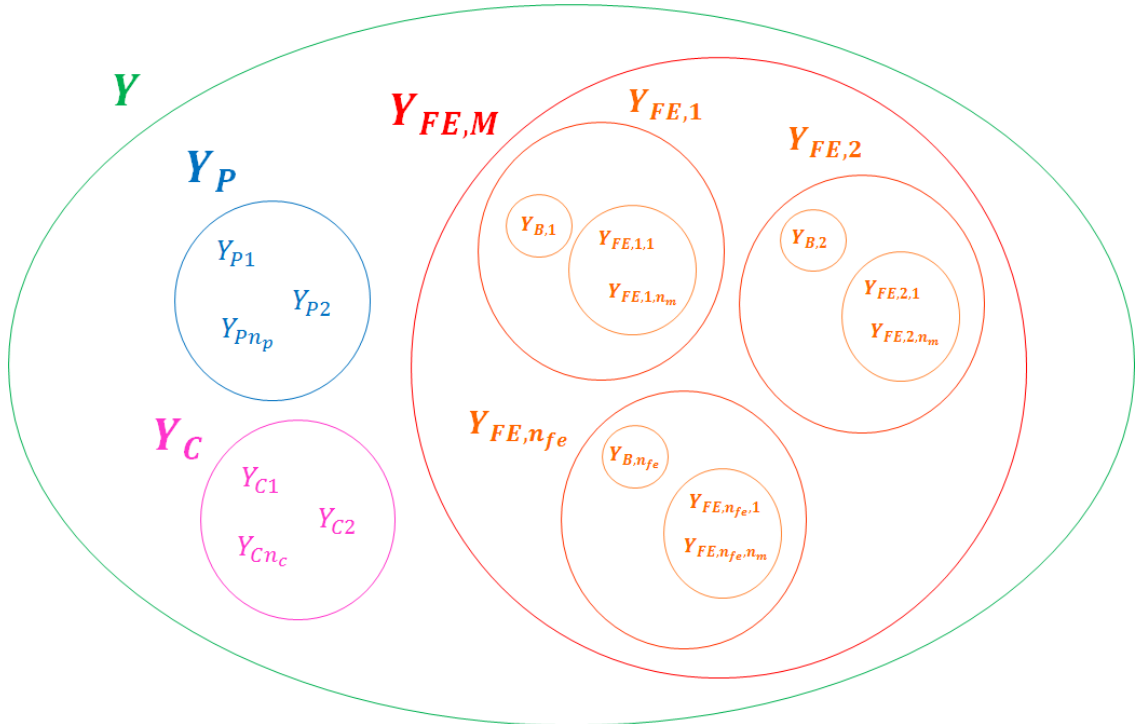 Y
Y_P
Y_{P1}
Y_{P2}
Y_{Pn_p}
Y_C
Y_{C1}
Y_{C2}
Y_{Cn_c}
Y_{FE,M}
Y_{FE,1}
Y_{B,1}
Y_{FE,1,1}
Y_{FE,1,n_m}
Y_{FE,2}
Y_{B,2}
Y_{FE,2,1}
Y_{FE,2,n_m}
Y_{FE,n_{fe}}
Y_{B,n_{fe}}
Y_{FE,n_{fe},1}
Y_{FE,n_{fe},n_m}